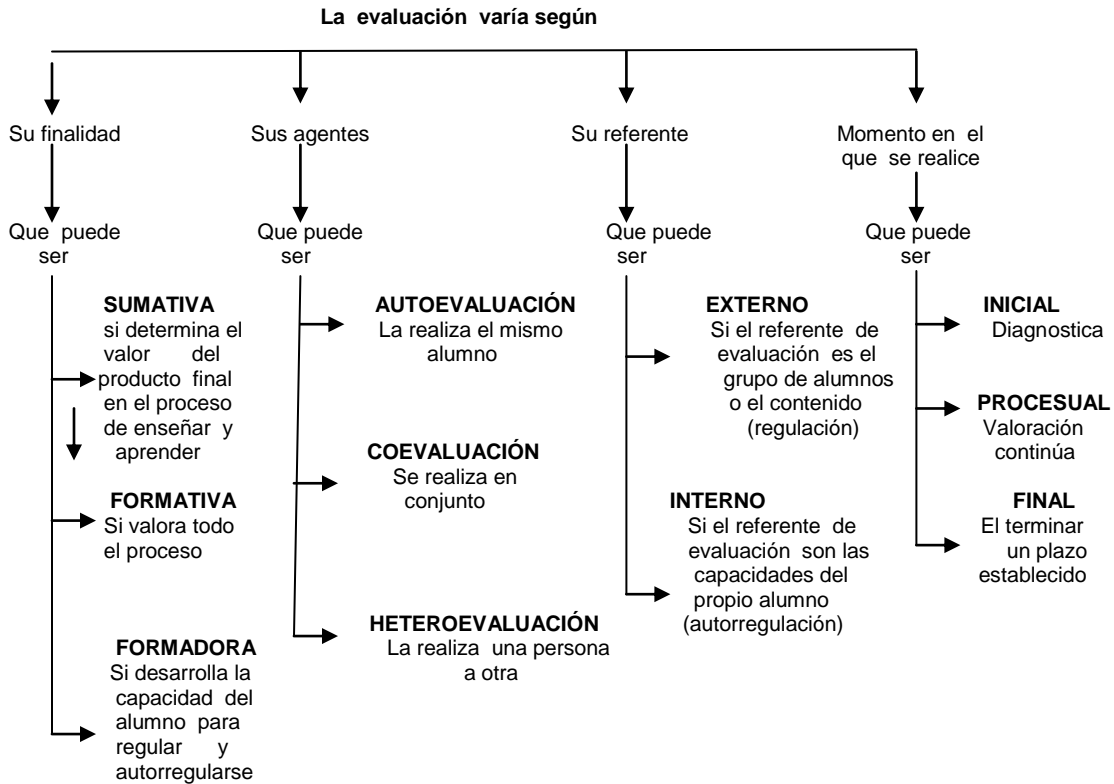 La evaluación varía según
Su finalidad
Sus agentes
Su referente
Momento en el
que se realice
Que puede
ser
Que puede
ser
Que puede
ser
Que puede
ser
SUMATIVA
si determina el
valor del
producto final
en el proceso
de enseñar y
aprender
FORMATIVA
Si valora todo
el proceso
FORMADORA
Si desarrolla la
capacidad del
alumno para
regular y
autorregularse
AUTOEVALUACIÓN
La realiza el mismo
alumno
COEVALUACIÓN
Se realiza en
conjunto
HETEROEVALUACIÓN
La realiza una persona
a otra
EXTERNO
Si el referente de
evaluación es el
grupo de alumnos
o el contenido
(regulación)
INTERNO
Si el referente de
evaluación son las
capacidades del
propio alumno
(autorregulación)
INICIAL
Diagnostica
PROCESUAL
Valoración
continúa
FINAL
El terminar
un plazo
establecido